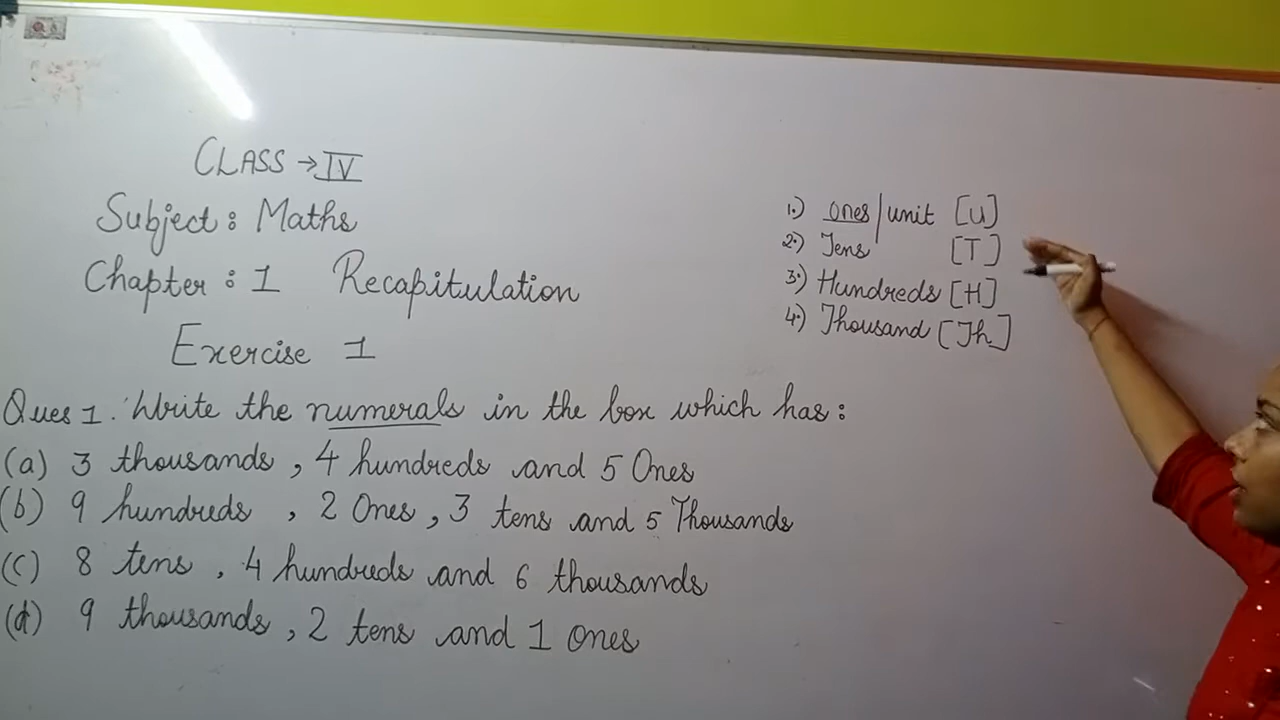 CLASS → IV
Subject : Maths
Chapter : 1 Recapitulation
Exercise 1
1.) ones/unit [U]
2.) Tens [T]
3.) Hundreds [H]
4.) Thousand [Th]
Ques 1. Write the numerals in the box which has :
(a) 3 thousands, 4 hundreds and 5 Ones
(b) 9 hundreds, 2 Ones, 3 tens and 5 Thousands
(c) 8 tens, 4 hundreds and 6 thousands
(d) 9 thousands, 2 tens and 1 ones